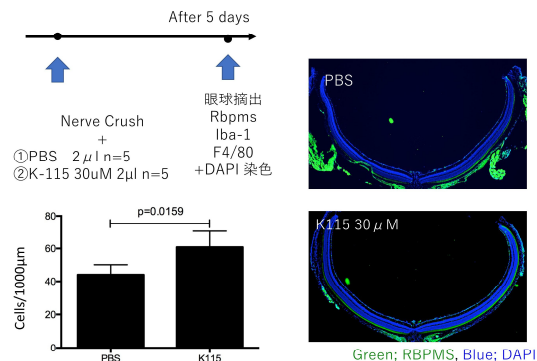 After 5 days
Nerve Crush
+
①PBS 2μl n=5
②K-115 30uM 2μl n=5
眼球摘出
Rbpms
Iba-1
F4/80
+DAPI 染色
p=0.0159
Cells/1000μm
80
60
40
20
0
PBS
K115
PBS
K115 30μM
Green; RBPMS, Blue; DAPI